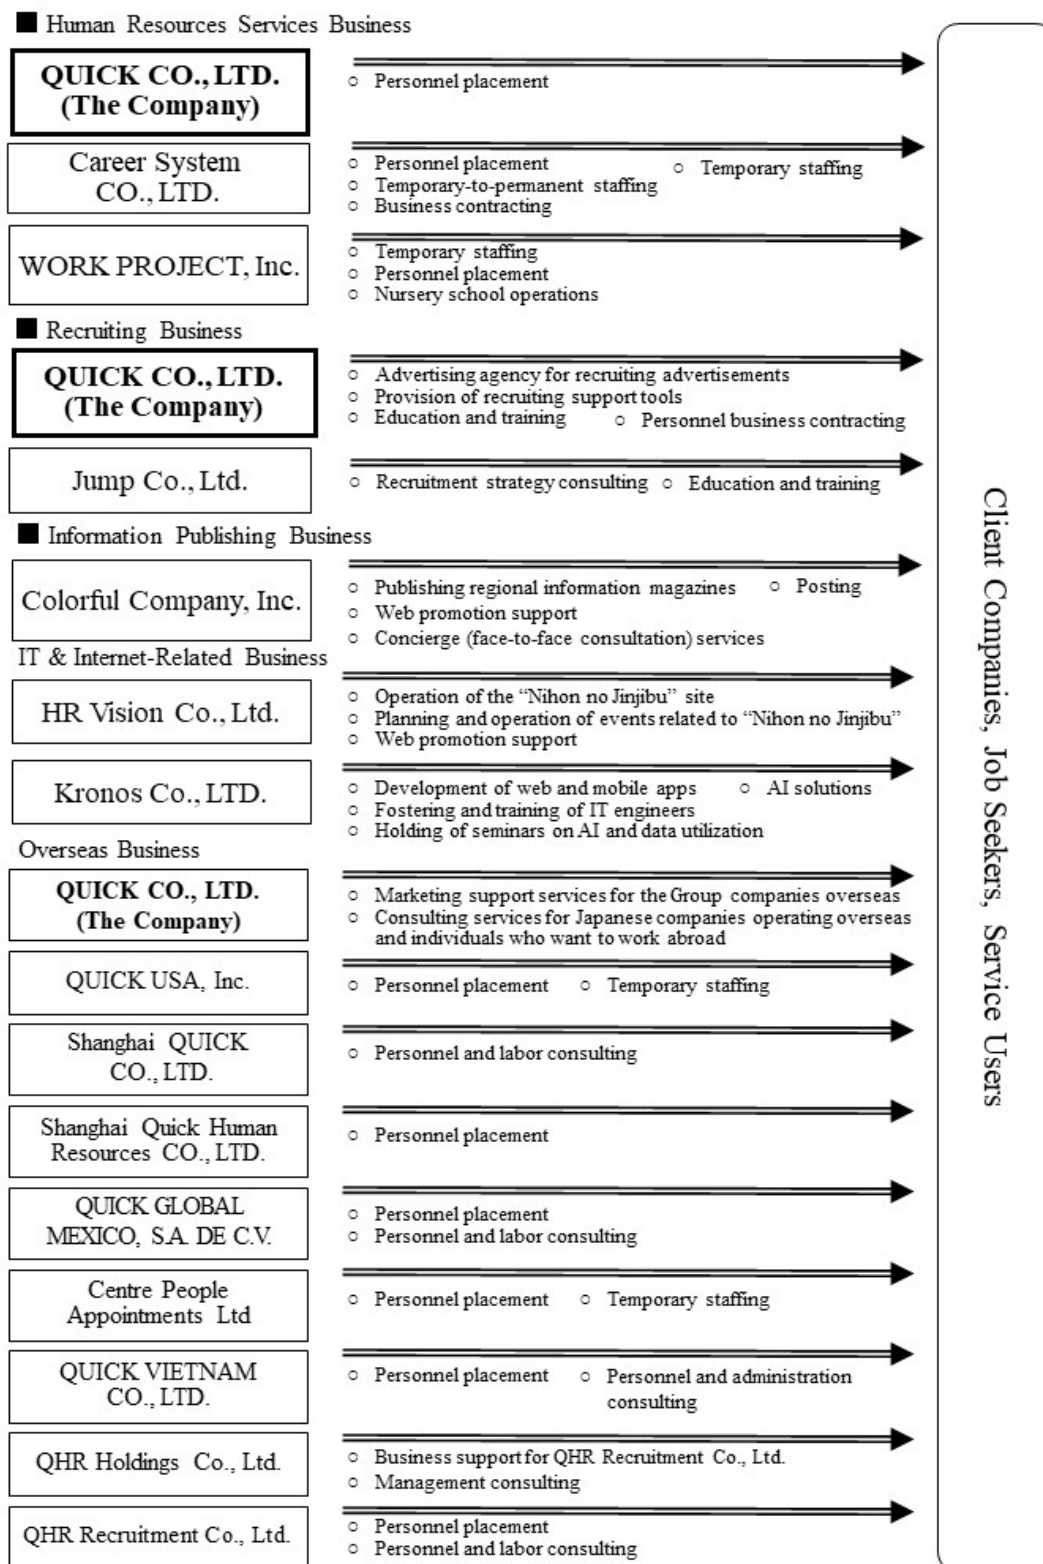 ■ Human Resources Services Business
QUICK CO., LTD.
(The Company)
○ Personnel placement
Career System
CO., LTD.
○ Personnel placement ○ Temporary staffing
○ Temporary-to-permanent staffing
○ Business contracting
WORK PROJECT, Inc.
○ Temporary staffing
○ Personnel placement
○ Nursery school operations
■ Recruiting Business
QUICK CO., LTD.
(The Company)
○ Advertising agency for recruiting advertisements
○ Provision of recruiting support tools
○ Education and training ○ Personnel business contracting
Jump Co., Ltd.
○ Recruitment strategy consulting ○ Education and training
■ Information Publishing Business
Colorful Company, Inc.
○ Publishing regional information magazines ○ Posting
○ Web promotion support
○ Concierge (face-to-face consultation) services
IT & Internet-Related Business
HR Vision Co., Ltd.
○ Operation of the “Nihon no Jinjibu” site
○ Planning and operation of events related to “Nihon no Jinjibu”
○ Web promotion support
Kronos Co., LTD.
○ Development of web and mobile apps ○ AI solutions
○ Fostering and training of IT engineers
○ Holding of seminars on AI and data utilization
Overseas Business
QUICK CO., LTD.
(The Company)
○ Marketing support services for the Group companies overseas
○ Consulting services for Japanese companies operating overseas
and individuals who want to work abroad
QUICK USA, Inc.
○ Personnel placement ○ Temporary staffing
Shanghai QUICK
CO., LTD.
○ Personnel and labor consulting
Shanghai Quick Human
Resources CO., LTD.
○ Personnel placement
QUICK GLOBAL
MEXICO, S.A. DE C.V.
○ Personnel placement
○ Personnel and labor consulting
Centre People
Appointments Ltd
○ Personnel placement ○ Temporary staffing
QUICK VIETNAM
CO., LTD.
○ Personnel placement ○ Personnel and administration
consulting
QHR Holdings Co., Ltd.
○ Business support for QHR Recruitment Co., Ltd.
○ Management consulting
QHR Recruitment Co., Ltd.
○ Personnel placement
○ Personnel and labor consulting
Client Companies, Job Seekers, Service Users